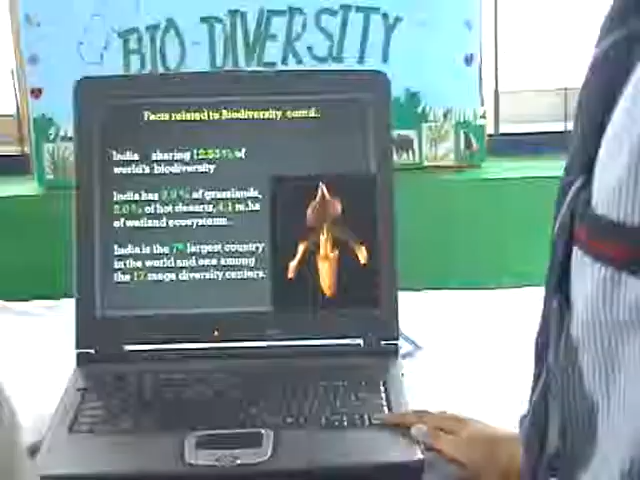 BIO-DIVERSITY
Facts related to Biodiversity contd..
India sharing of
world's biodiversity
India has of grasslands,
of hot deserts, m.ha
of wetland ecosystem.
India is the 7th largest country
in the world and one among
the 17 mega diversity centers.